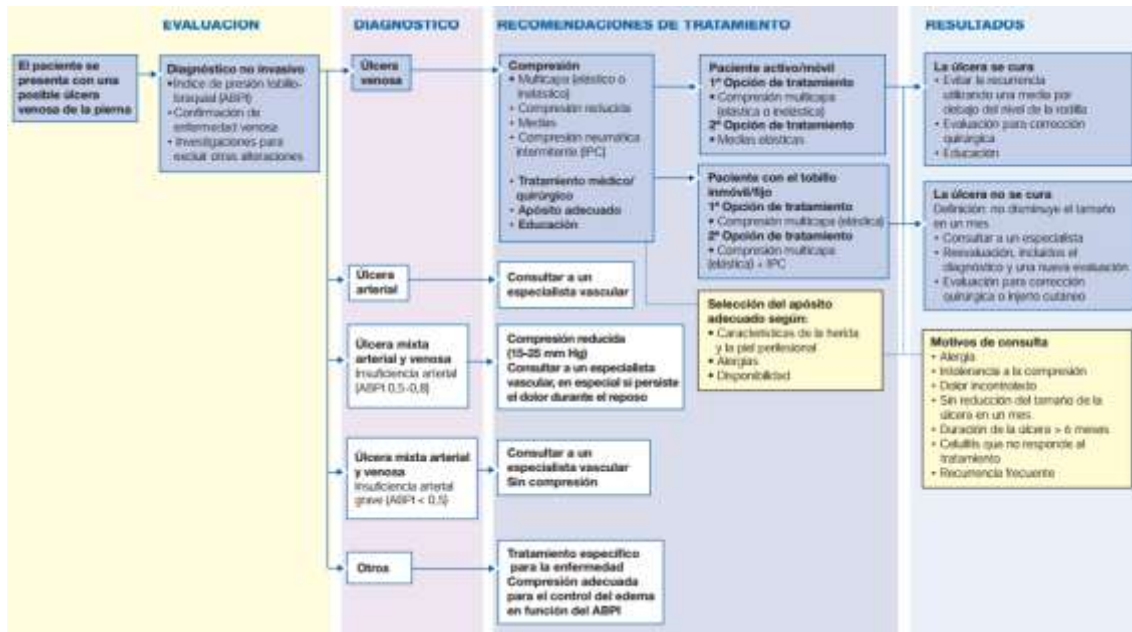 EVALUACIÓN
El paciente se
presenta con una
posible úlcera
venosa de la pierna
Diagnóstico no invasivo
• Índice de presión tobillo-
braquial (ABPI)
• Confirmación de
enfermedad venosa
• Investigaciones para
excluir otras alteraciones
DIAGNÓSTICO
Úlcera
venosa
Úlcera
arterial
Úlcera mixta
arterial y venosa
Insuficiencia arterial
(ABPI 0,5-0,8)
Úlcera mixta arterial
y venosa
Insuficiencia arterial
grave (ABPI < 0,5)
Otros
RECOMENDACIONES DE TRATAMIENTO
Compresión
• Multicapa (elástico o
inelástico)
• Compresión reducida
• Medias
• Compresión neumática
intermitente (IPC)
• Tratamiento médico/
quirúrgico
• Apósito adecuado
• Educación
Consultar a un
especialista vascular
Compresión reducida
(15-25 mm Hg)
Consultar a un especialista
vascular, en especial si persiste
el dolor durante el reposo
Consultar a un
especialista vascular
Sin compresión
Tratamiento específico
para la enfermedad
Compresión adecuada
para el control del edema
en función del ABPI
Paciente activo/móvil
1ª Opción de tratamiento
• Compresión multicapa
(elástica o inelástica)
2ª Opción de tratamiento
• Medias elásticas
Paciente con el tobillo
inmóvil/fijo
1ª Opción de tratamiento
• Compresión multicapa (elástica)
2ª Opción de tratamiento
• Compresión multicapa
(elástica) + IPC
Selección del apósito
adecuado según:
• Características de la herida
y la piel perilesional
• Alergias
• Disponibilidad
RESULTADOS
La úlcera se cura
• Evitar la recurrencia
utilizando una media por
debajo del nivel de la rodilla
• Evaluación para corrección
quirúrgica
• Educación
La úlcera no se cura
Definición: no disminuye el tamaño
en un mes
• Consultar a un especialista
• Reevaluación, incluidos el
diagnóstico y una nueva evaluación
• Evaluación para corrección
quirúrgica o injerto cutáneo
Motivos de consulta
• Alergia
• Intolerancia a la compresión
• Dolor incontrolado
• Sin reducción del tamaño de la
úlcera en un mes
• Duración de la úlcera > 6 meses
• Celulitis que no responde al
tratamiento
• Recurrencia frecuente